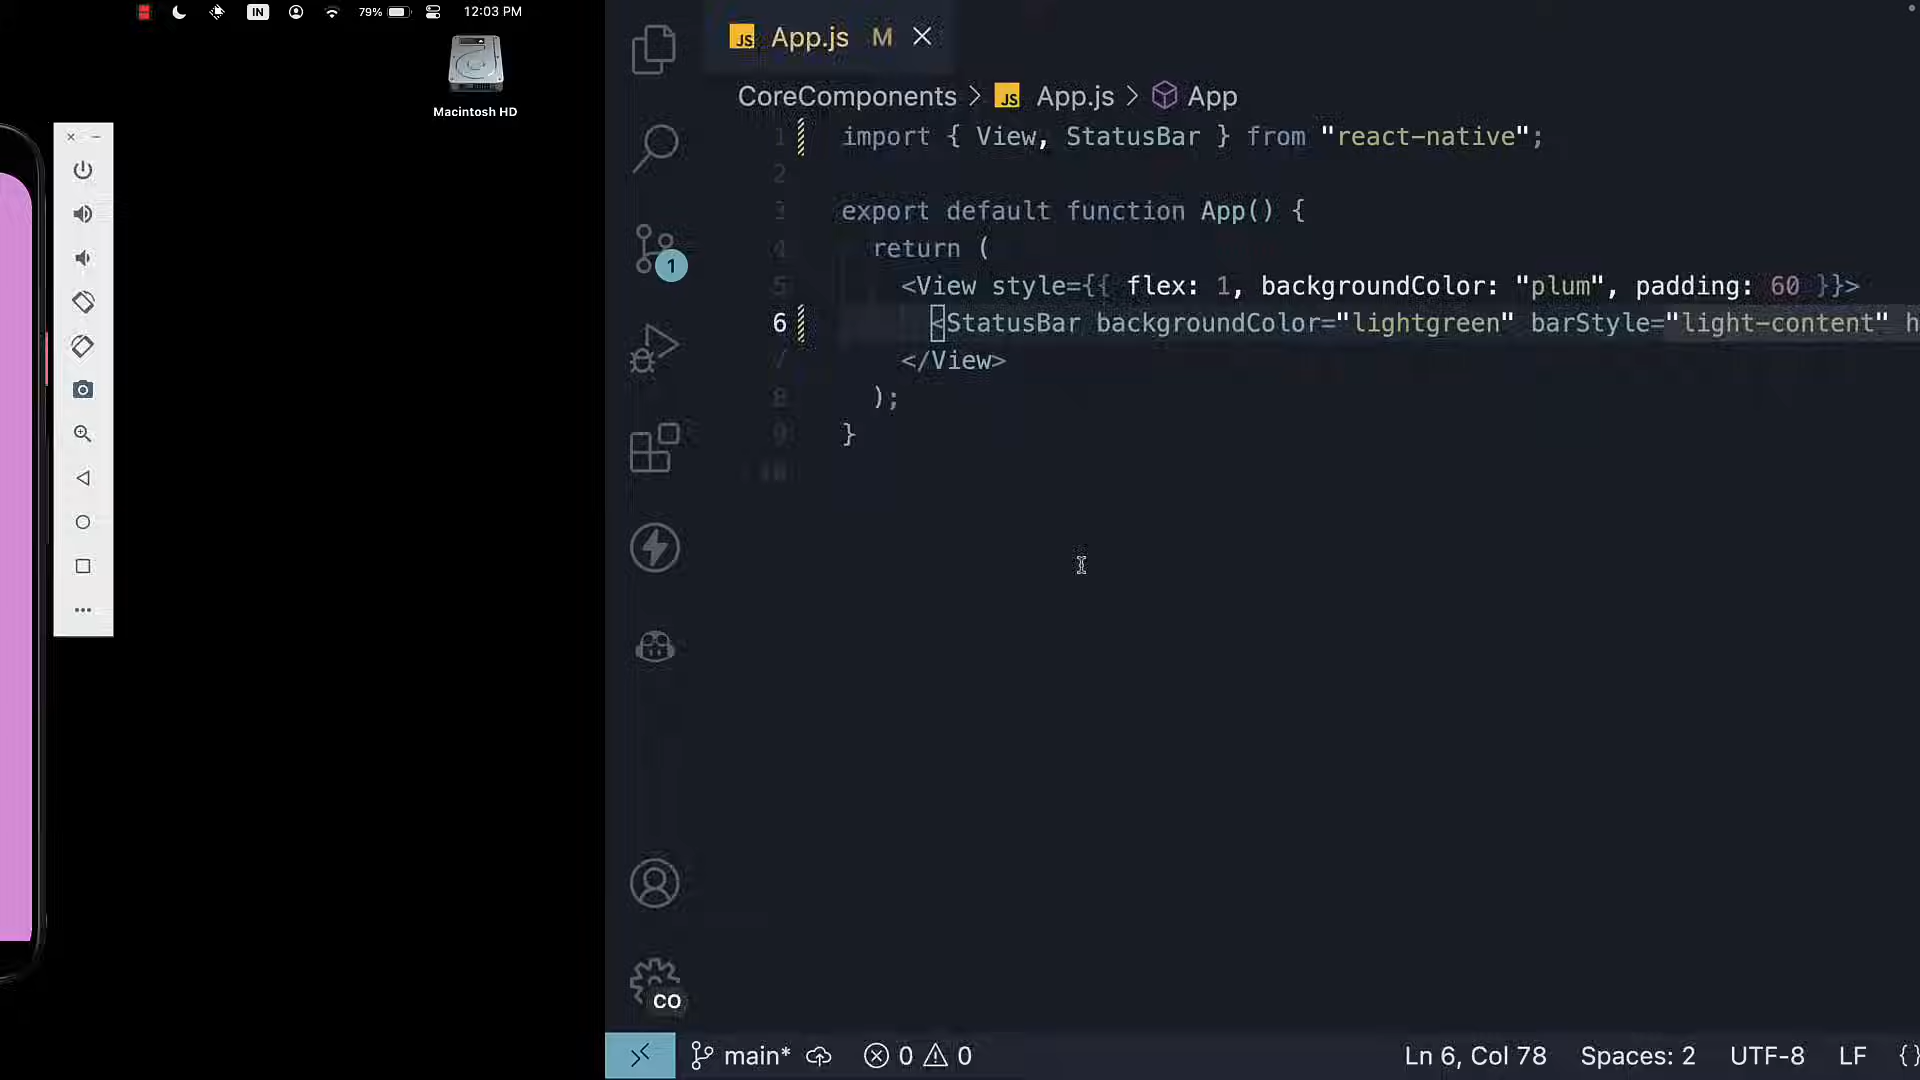 IN 79% 12:03 PM
Macintosh HD
JS App.js M
CoreComponents > JS App.js > App
1 import { View, StatusBar } from "react-native";
2
3 export default function App() {
4 return (
5 <View style={{ flex: 1, backgroundColor: "plum", padding: 60 }}>
6 <StatusBar backgroundColor="lightgreen" barStyle="light-content" h
7 </View>
8 );
9 }
10
1
CO
main* 0 0 Ln 6, Col 78 Spaces: 2 UTF-8 LF {}